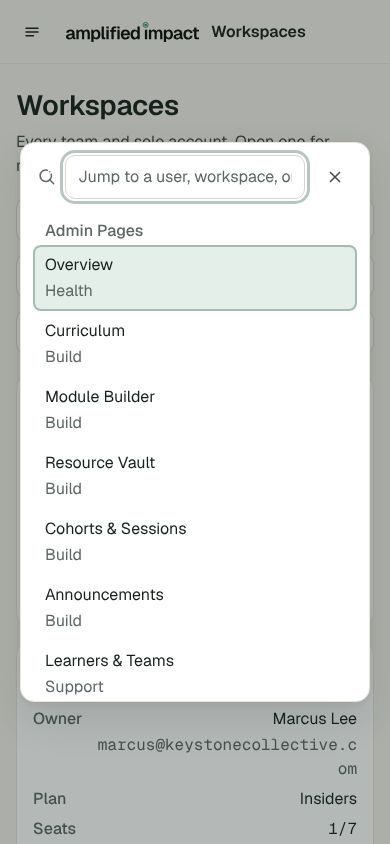 amplified impact Workspaces
Workspaces
Every team and solo account. Open one for
Jump to a user, workspace, o
Admin Pages
Overview
Health
Curriculum
Build
Module Builder
Build
Resource Vault
Build
Cohorts & Sessions
Build
Announcements
Build
Learners & Teams
Support
Owner Marcus Lee
marcus@keystonecollective.c
om
Plan Insiders
Seats 1/7